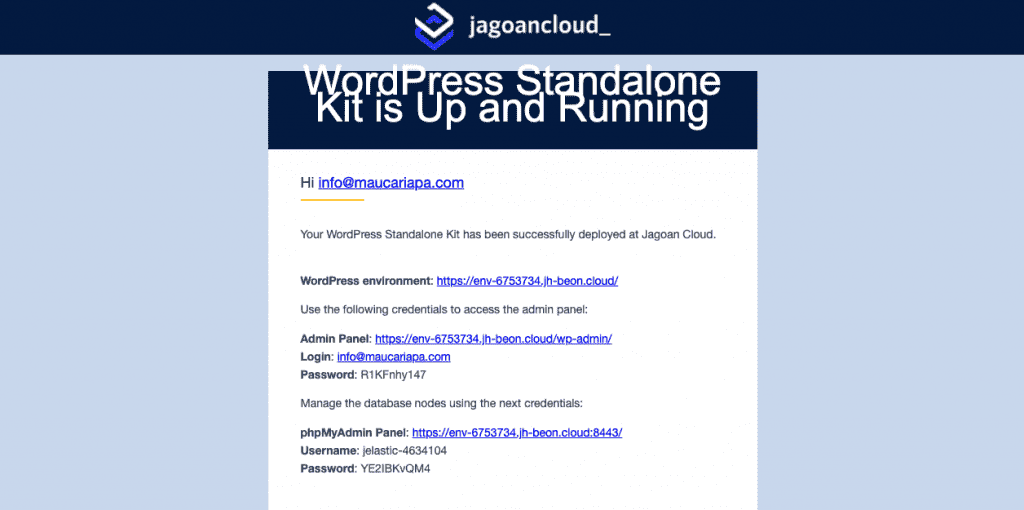 jagoancloud_
WordPress Standalone
Kit is Up and Running
Hi info@maucariapa.com
Your WordPress Standalone Kit has been successfully deployed at Jagoan Cloud.
WordPress environment: https://env-6753734.jh-beon.cloud/
Use the following credentials to access the admin panel:
Admin Panel: https://env-6753734.jh-beon.cloud/wp-admin/
Login: info@maucariapa.com
Password: R1KFnhy147
Manage the database nodes using the next credentials:
phpMyAdmin Panel: https://env-6753734.jh-beon.cloud:8443/
Username: jelastic-4634104
Password: YE2IBKvQM4